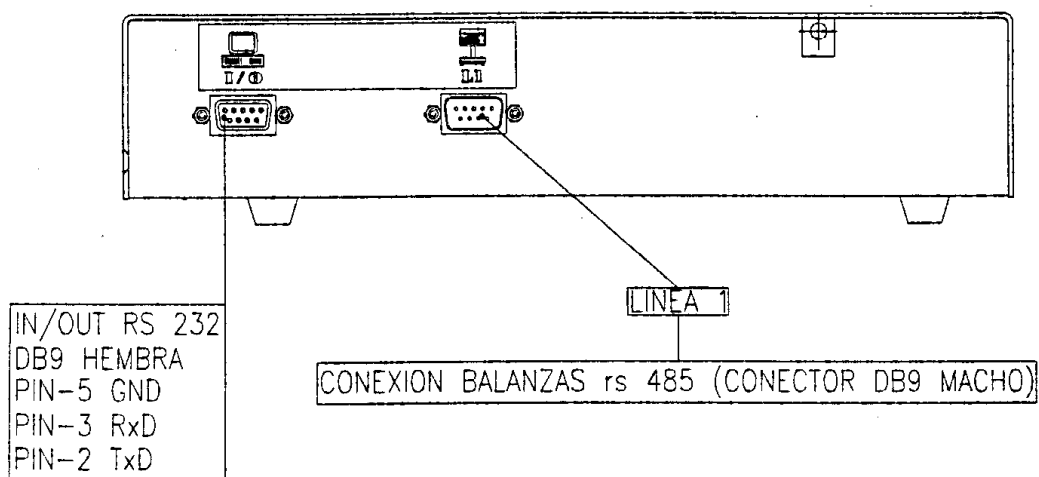 I/O
L1
LINEA 1
CONEXION BALANZAS rs 485 (CONECTOR DB9 MACHO)
IN/OUT RS 232
DB9 HEMBRA
PIN-5 GND
PIN-3 RxD
PIN-2 TxD